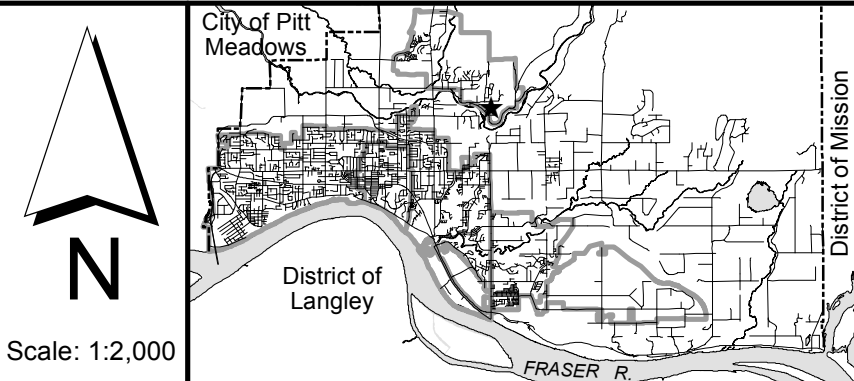 City of Pitt
Meadows
District of Mission
District of
Langley
N
Scale: 1:2,000
FRASER R.